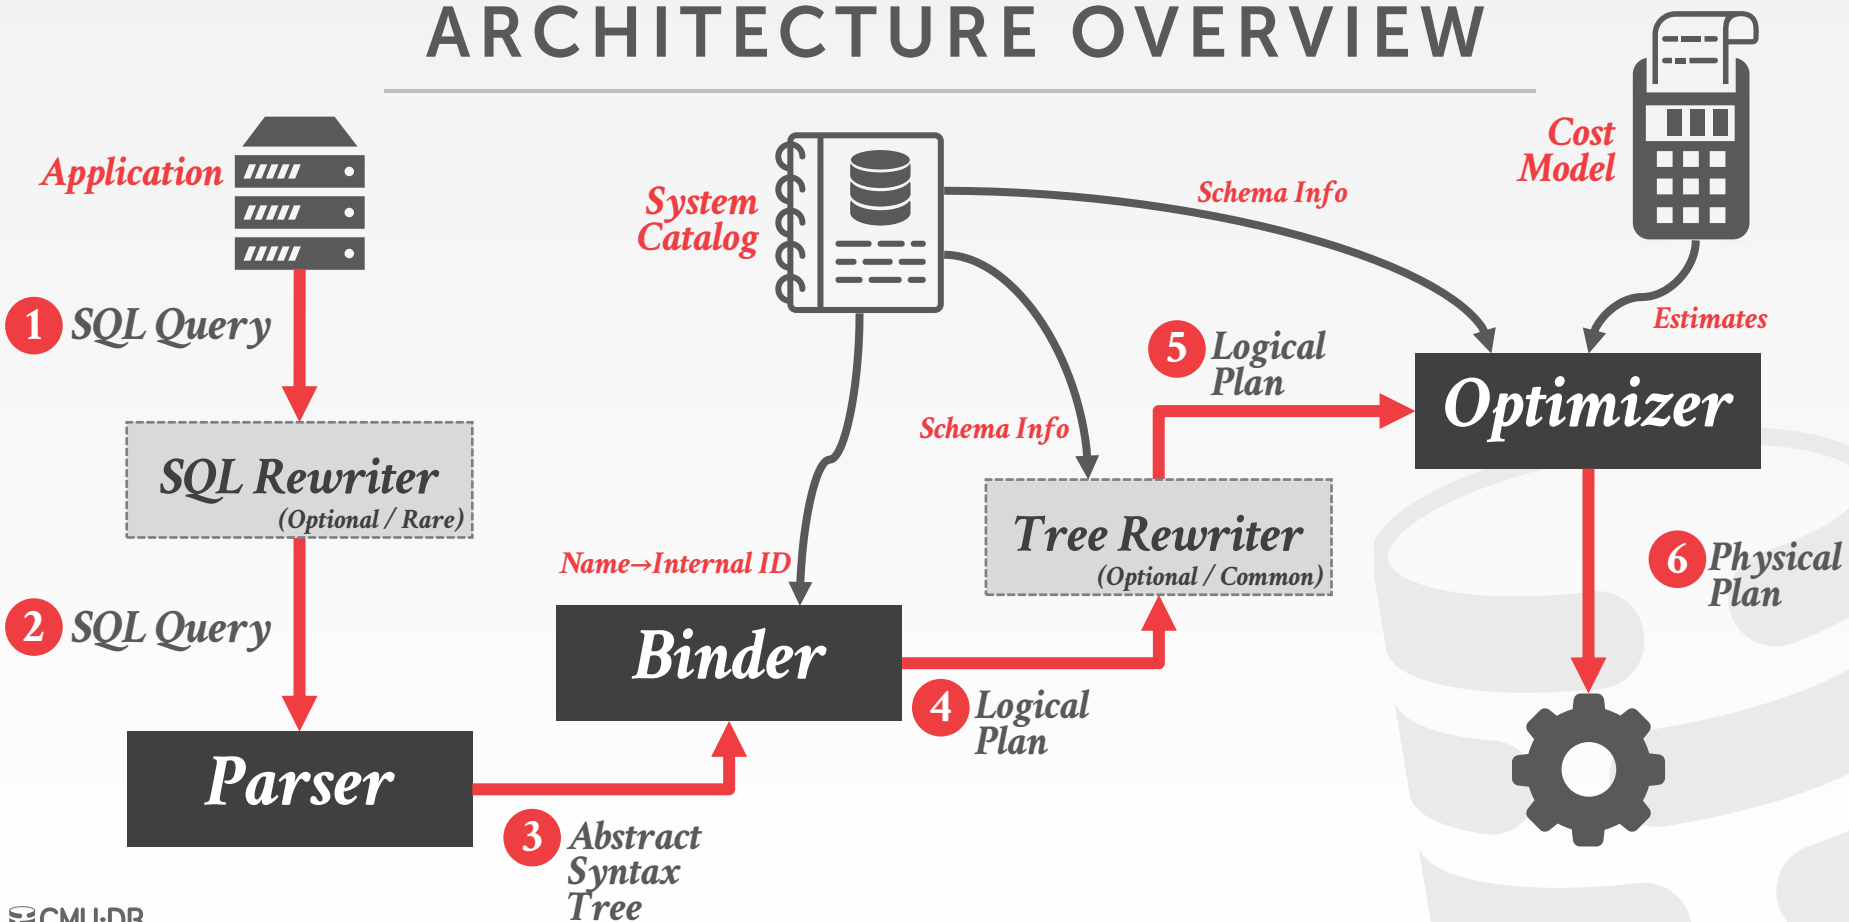 ARCHITECTURE OVERVIEW
Application
1 SQL Query
SQL Rewriter
(Optional / Rare)
2 SQL Query
Parser
3 Abstract
Syntax
Tree
System
Catalog
Name→Internal ID
Binder
4 Logical
Plan
Schema Info
Tree Rewriter
(Optional / Common)
5 Logical
Plan
Schema Info
Cost
Model
Estimates
Optimizer
6 Physical
Plan
CMU·DB